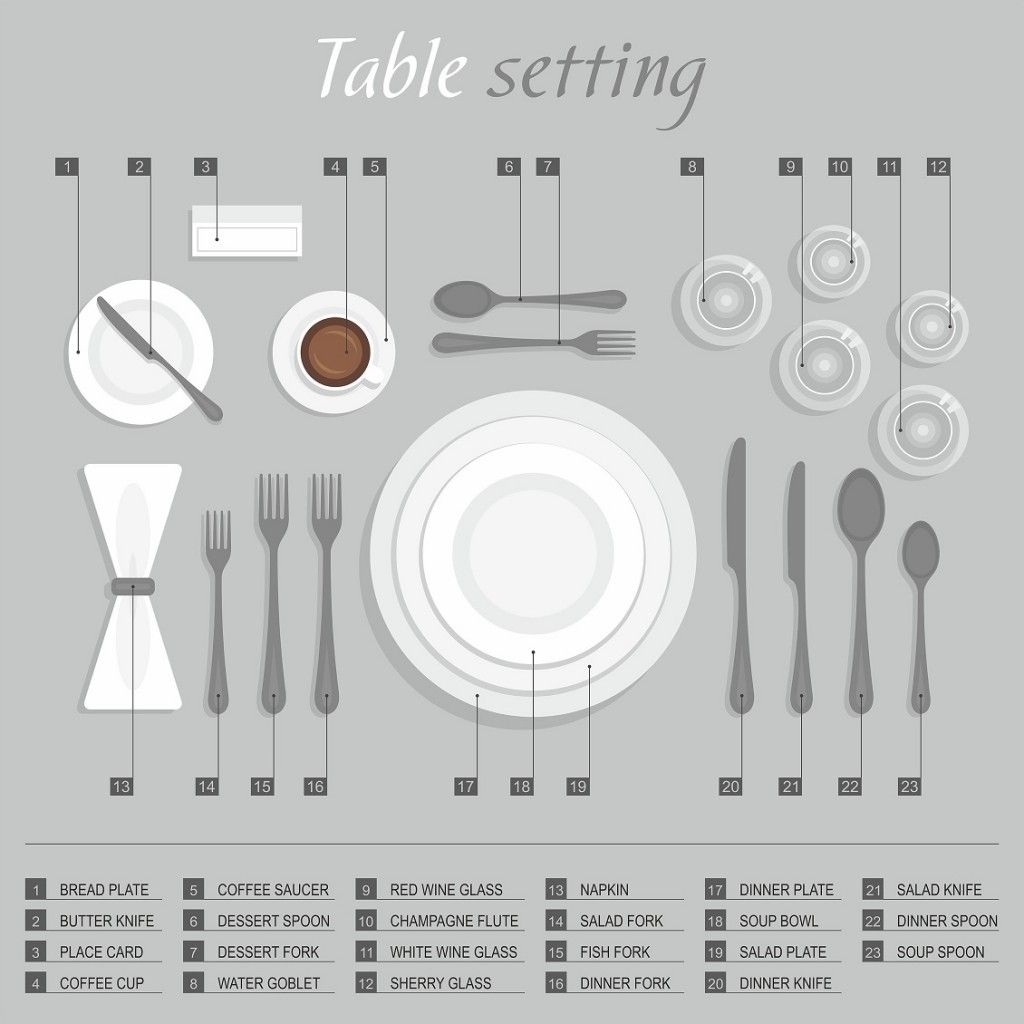 Table setting
1 2 3 4 5 6 7 8 9 10 11 12
13 14 15 16 17 18 19 20 21 22 23
1 BREAD PLATE
2 BUTTER KNIFE
3 PLACE CARD
4 COFFEE CUP
5 COFFEE SAUCER
6 DESSERT SPOON
7 DESSERT FORK
8 WATER GOBLET
9 RED WINE GLASS
10 CHAMPAGNE FLUTE
11 WHITE WINE GLASS
12 SHERRY GLASS
13 NAPKIN
14 SALAD FORK
15 FISH FORK
16 DINNER FORK
17 DINNER PLATE
18 SOUP BOWL
19 SALAD PLATE
20 DINNER KNIFE
21 SALAD KNIFE
22 DINNER SPOON
23 SOUP SPOON